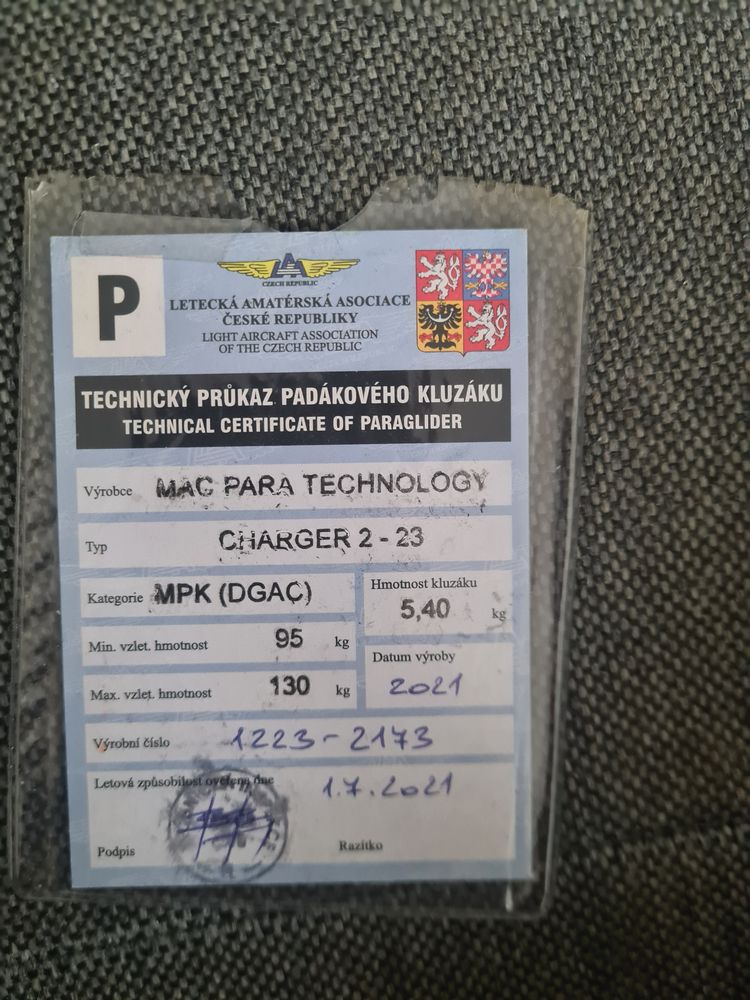 P
CZECH REPUBLIC
LETECKÁ AMATÉRSKÁ ASOCIACE
ČESKÉ REPUBLIKY
LIGHT AIRCRAFT ASSOCIATION
OF THE CZECH REPUBLIC
TECHNICKÝ PRŮKAZ PADÁKOVÉHO KLUZÁKU
TECHNICAL CERTIFICATE OF PARAGLIDER
Výrobce MAC PARA TECHNOLOGY
Typ CHARGER 2 - 23
Kategorie MPK (DGAC)
Hmotnost kluzáku
5,40 kg
Min. vzlet. hmotnost 95 kg
Max. vzlet. hmotnost 130 kg
Datum výroby
2021
Výrobní číslo 1223-2173
Letová způsobilost ověřena dne 1.7.2021
Podpis Razítko